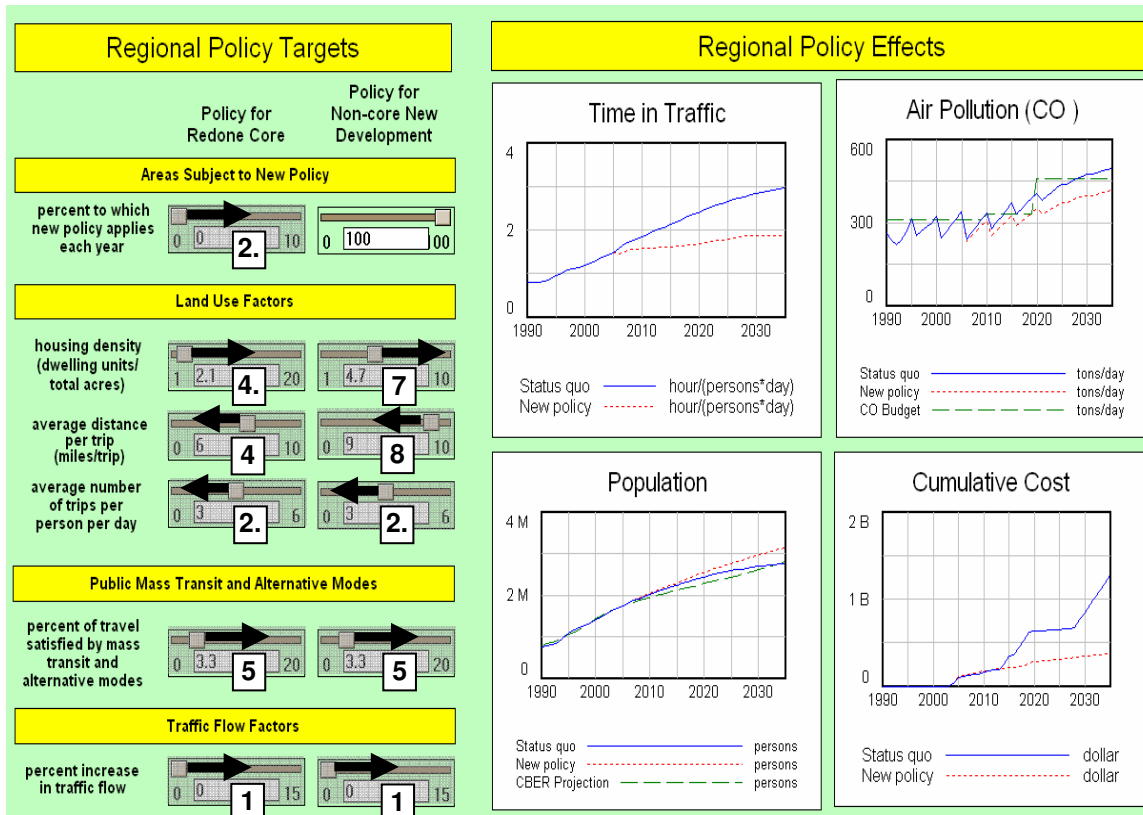 Regional Policy Targets
Policy for
Redone Core
Policy for
Non-core New
Development
Areas Subject to New Policy
percent to which
new policy applies
each year
0 0 10
2.
0 100 100
Land Use Factors
housing density
(dwelling units/
total acres)
1 2.1 20
4.
1 4.7 10
7
average distance
per trip
(miles/trip)
0 6 10
4
0 9 10
8
average number
of trips per
person per day
0 3 6
2.
0 3 6
2.
Public Mass Transit and Alternative Modes
percent of travel
satisfied by mass
transit and
alternative modes
0 3.3 20
5
0 3.3 20
5
Traffic Flow Factors
percent increase
in traffic flow
0 0 15
1
0 0 15
1
Regional Policy Effects
Time in Traffic
4
2
0
1990 2000 2010 2020 2030
Status quo hour/(persons*day)
New policy hour/(persons*day)
Air Pollution (CO )
600
300
0
1990 2000 2010 2020 2030
Status quo tons/day
New policy tons/day
CO Budget tons/day
Population
4 M
2 M
0
1990 2000 2010 2020 2030
Status quo persons
New policy persons
CBER Projection persons
Cumulative Cost
2 B
1 B
0
1990 2000 2010 2020 2030
Status quo dollar
New policy dollar